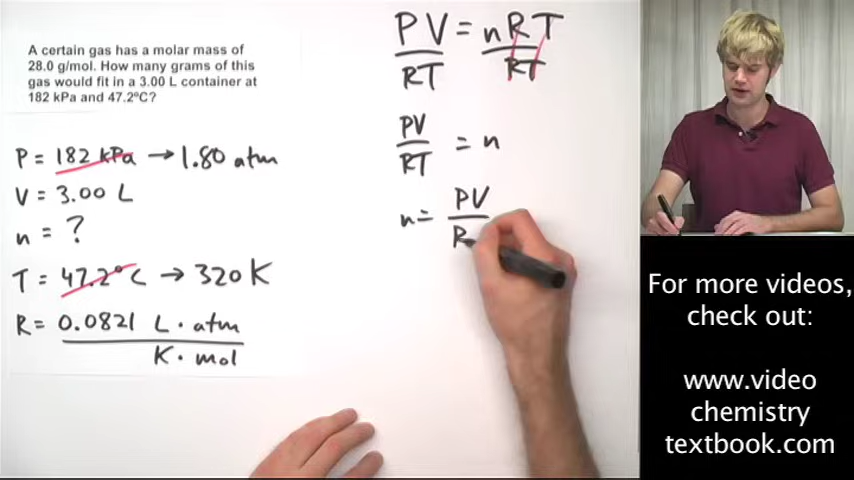 A certain gas has a molar mass of
28.0 g/mol. How many grams of this
gas would fit in a 3.00 L container at
182 kPa and 47.2ºC?
P = 182 kPa → 1.80 atm
V = 3.00 L
n = ?
T = 47.2° C → 320 K
R = 0.0821 L · atm
K · mol
PV = nRT
RT RT
PV
RT = n
n = PV
R
For more videos,
check out:
www.video
chemistry
textbook.com